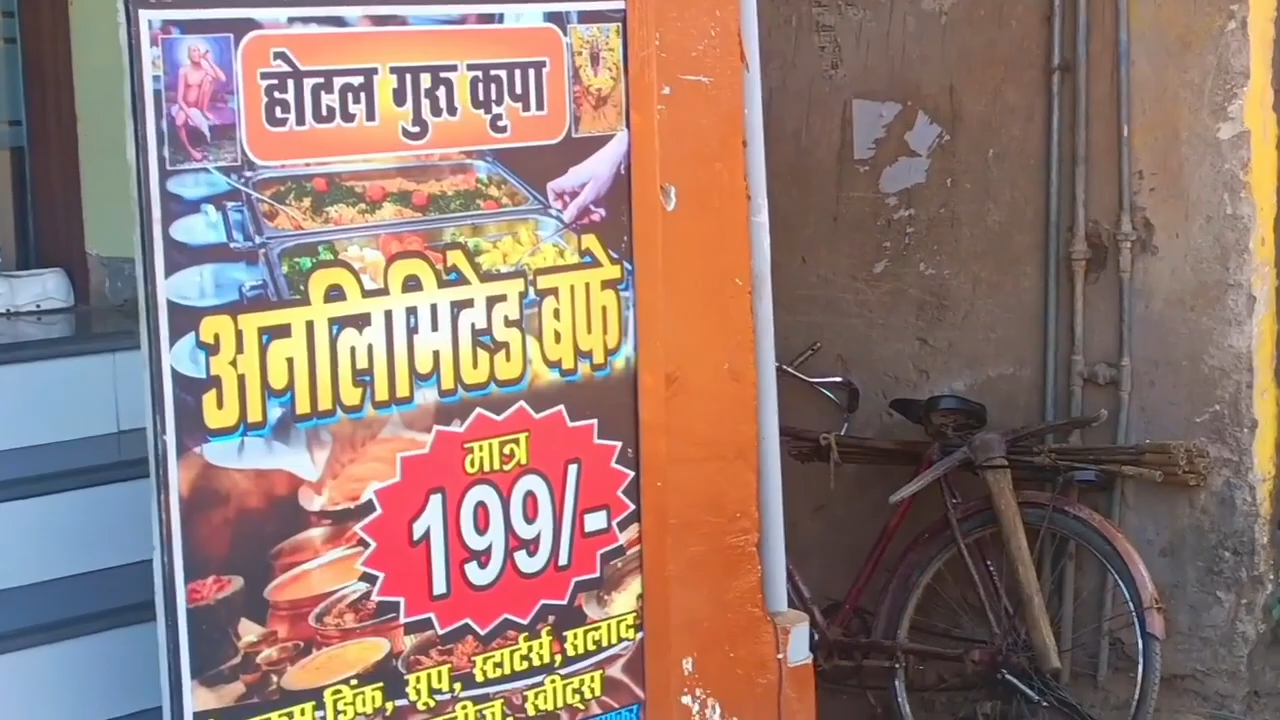 होटल गुरु कृपा
अनलिमिटेड बफे
मात्र
199/-
डिंक, सूप, स्टार्टर्स, सलाद
स्वीट्स